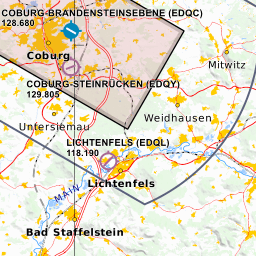 COBURG-BRANDENSTEINSEBENE (EDQC)
128.680
Coburg
Mitwitz
COBURG-STEINRÜCKEN (EDQY)
129.805
Untersiemau
Weidhausen
LICHTENFELS (EDQL)
118.190
MAIN
Lichtenfels
Bad Staffelstein